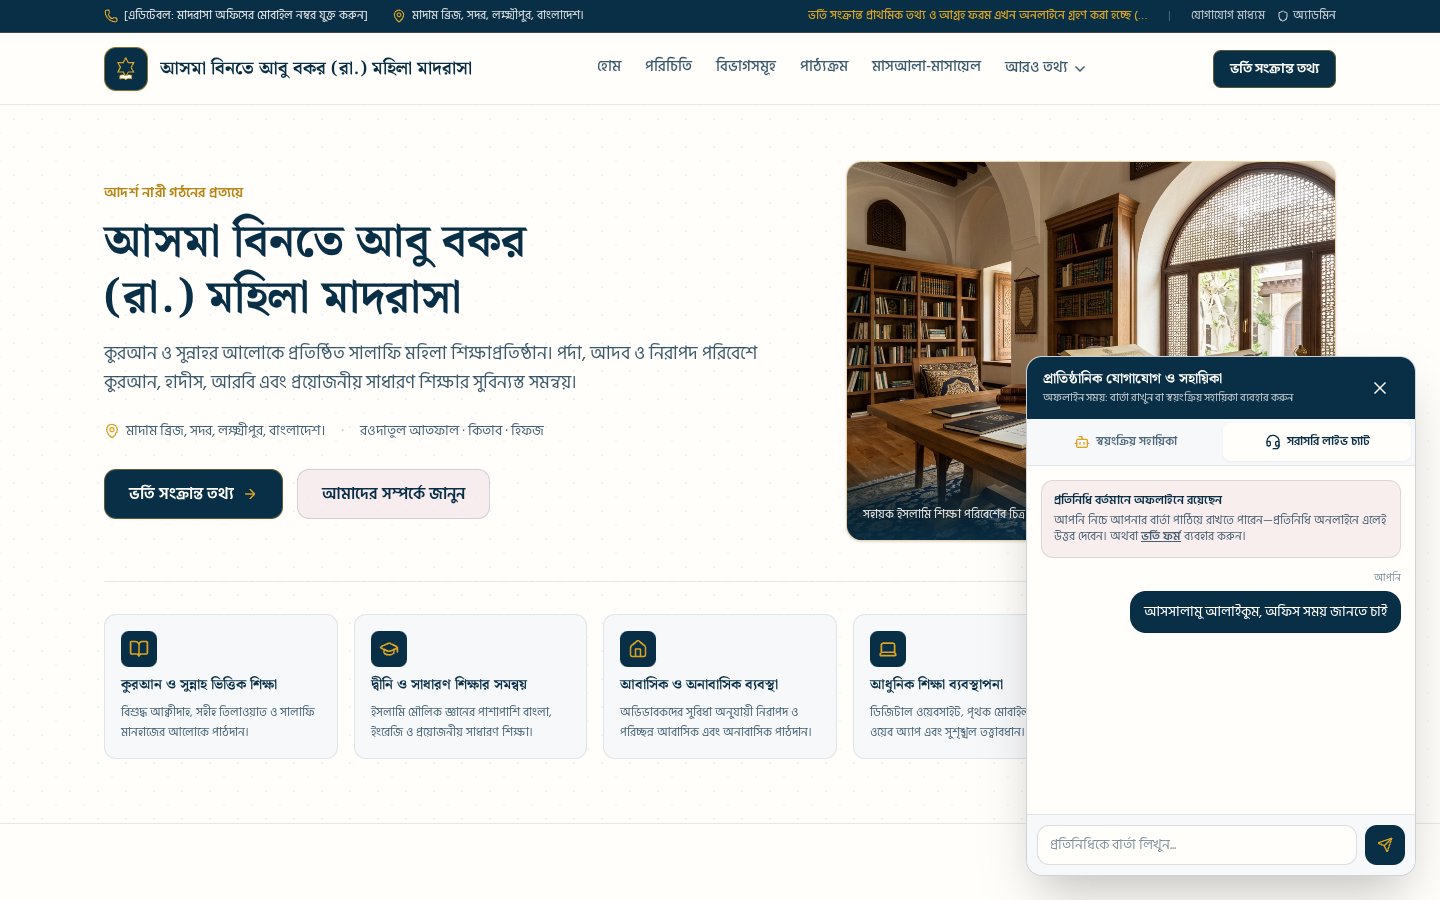 [এডিটেবল: মাদরাসা অফিসের মোবাইল নম্বর যুক্ত করুন]
মাদাম ব্রিজ, সদর, লক্ষ্মীপুর, বাংলাদেশ।
ভর্তি সংক্রান্ত প্রাথমিক তথ্য ও আগ্রহ ফরম এখন অনলাইনে গ্রহণ করা হচ্ছে (...
যোগাযোগ মাধ্যম
অ্যাডমিন
আসমা বিনতে আবু বকর (রা.) মহিলা মাদরাসা
হোম
পরিচিতি
বিভাগসমূহ
পাঠ্যক্রম
মাসআলা-মাসায়েল
আরও তথ্য
ভর্তি সংক্রান্ত তথ্য
আদর্শ নারী গঠনের প্রত্যয়ে
আসমা বিনতে আবু বকর
(রা.) মহিলা মাদরাসা
কুরআন ও সুন্নাহর আলোকে প্রতিষ্ঠিত সালাফি মহিলা শিক্ষাপ্রতিষ্ঠান। পর্দা, আদব ও নিরাপদ পরিবেশে
কুরআন, হাদীস, আরবি এবং প্রয়োজনীয় সাধারণ শিক্ষার সুবিন্যস্ত সমন্বয়।
মাদাম ব্রিজ, সদর, লক্ষ্মীপুর, বাংলাদেশ। · রওদাতুল আতফাল · কিতাব · হিফজ
ভর্তি সংক্রান্ত তথ্য
আমাদের সম্পর্কে জানুন
সহায়ক ইসলামি শিক্ষা পরিবেশের চিত্র
কুরআন ও সুন্নাহ ভিত্তিক শিক্ষা
বিশুদ্ধ আক্বীদাহ, সহীহ তিলাওয়াত ও সালাফি
মানহাজের আলোকে পাঠদান।
দ্বীনি ও সাধারণ শিক্ষার সমন্বয়
ইসলামি মৌলিক জ্ঞানের পাশাপাশি বাংলা,
ইংরেজি ও প্রয়োজনীয় সাধারণ শিক্ষা।
আবাসিক ও অনাবাসিক ব্যবস্থা
অভিভাবকদের সুবিধা অনুযায়ী নিরাপদ ও
পরিচ্ছন্ন আবাসিক এবং অনাবাসিক পাঠদান।
আধুনিক শিক্ষা ব্যবস্থাপনা
ডিজিটাল ওয়েবসাইট, পৃথক মোবাইল
ওয়েব অ্যাপ এবং সুশৃঙ্খল তত্ত্বাবধান।
প্রাতিষ্ঠানিক যোগাযোগ ও সহায়িকা
অফলাইন সময়: বার্তা রাখুন বা স্বয়ংক্রিয় সহায়িকা ব্যবহার করুন
স্বয়ংক্রিয় সহায়িকা
সরাসরি লাইভ চ্যাট
প্রতিনিধি বর্তমানে অফলাইনে রয়েছেন
আপনি নিচে আপনার বার্তা পাঠিয়ে রাখতে পারেন—প্রতিনিধি অনলাইনে এলেই
উত্তর দেবেন। অথবা ভর্তি ফর্ম ব্যবহার করুন।
আপনি
আসসালামু আলাইকুম, অফিস সময় জানতে চাই
প্রতিনিধিকে বার্তা লিখুন...